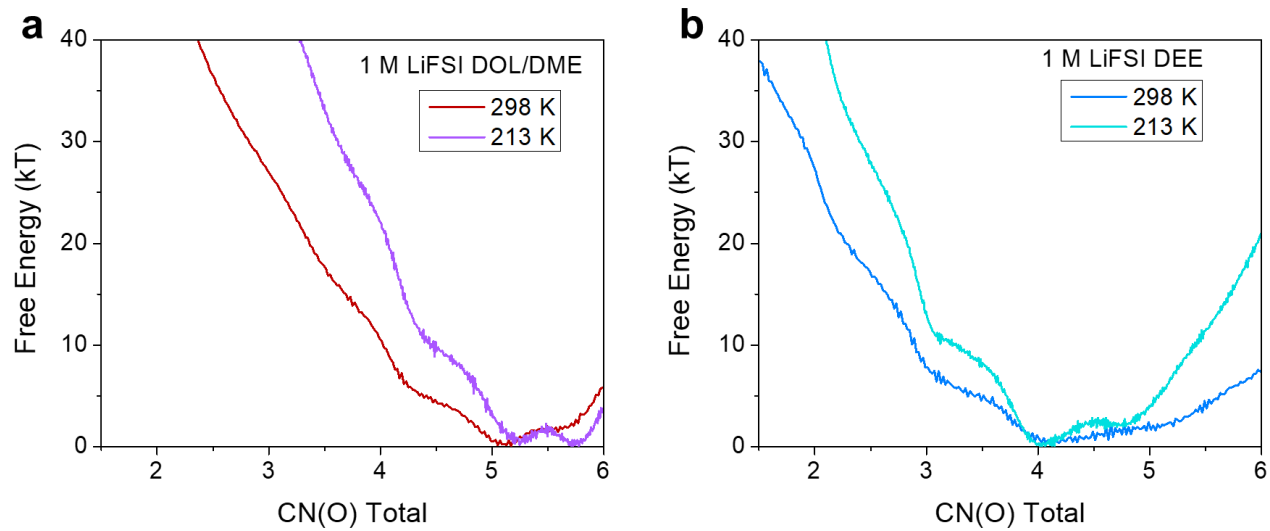 a
1 M LiFSI DOL/DME
298 K
213 K
Free Energy (kT)
40
30
20
10
0
2
3
4
5
6
CN(O) Total
b
1 M LiFSI DEE
298 K
213 K
Free Energy (kT)
40
30
20
10
0
2
3
4
5
6
CN(O) Total